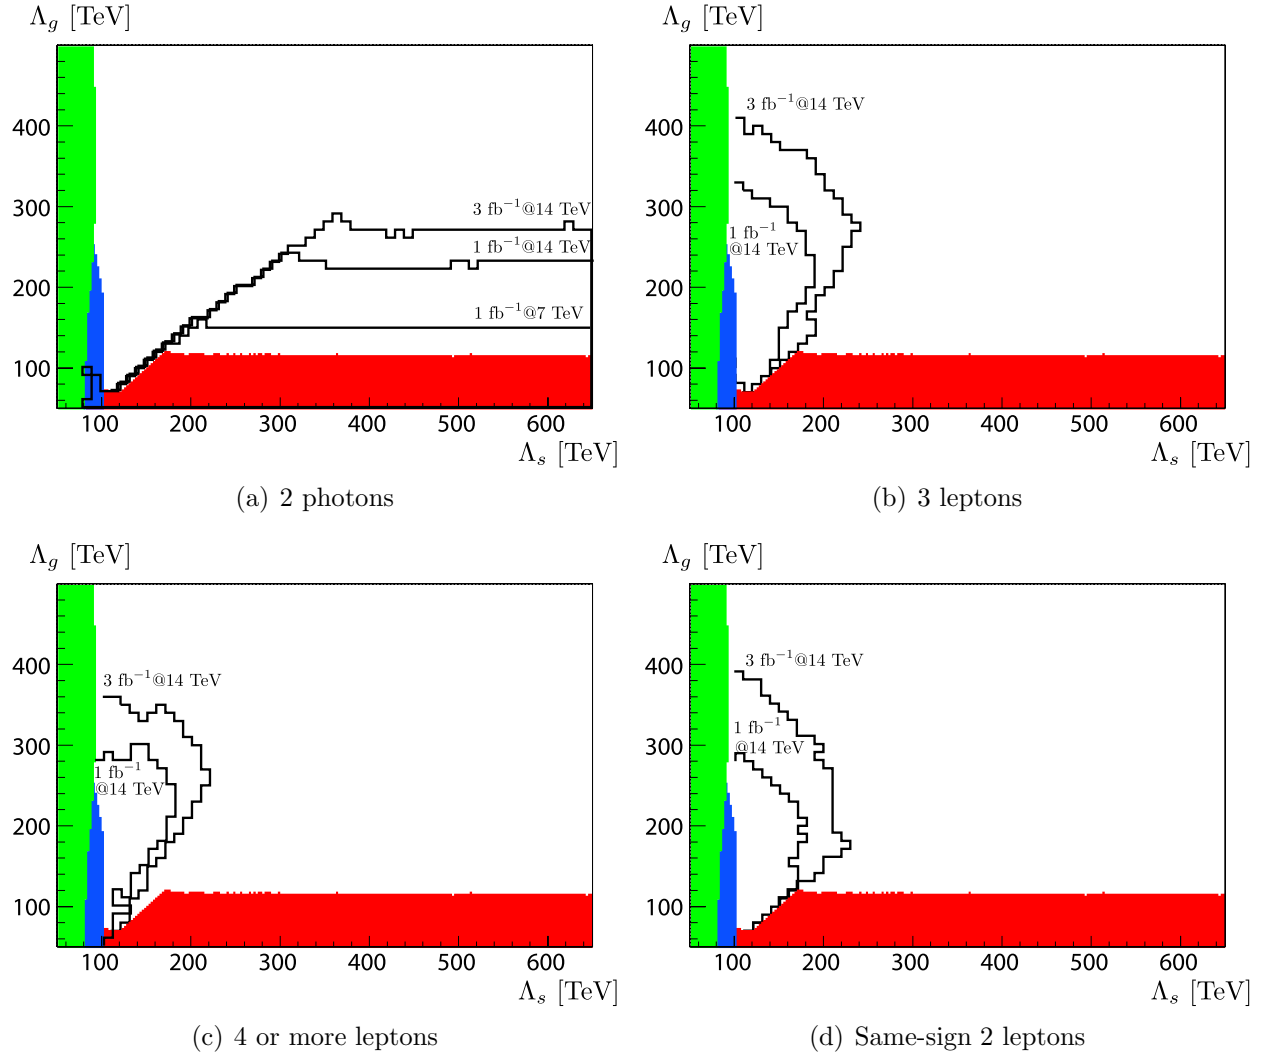 Λg [TeV]
3 fb−1@14 TeV
1 fb−1@14 TeV
1 fb−1@7 TeV
400
300
200
100
100 200 300 400 500 600
Λs [TeV]
(a) 2 photons
Λg [TeV]
3 fb−1@14 TeV
1 fb−1
@14 TeV
400
300
200
100
100 200 300 400 500 600
Λs [TeV]
(b) 3 leptons
Λg [TeV]
3 fb−1@14 TeV
1 fb−1
@14 TeV
400
300
200
100
100 200 300 400 500 600
Λs [TeV]
(c) 4 or more leptons
Λg [TeV]
3 fb−1@14 TeV
1 fb−1
@14 TeV
400
300
200
100
100 200 300 400 500 600
Λs [TeV]
(d) Same-sign 2 leptons